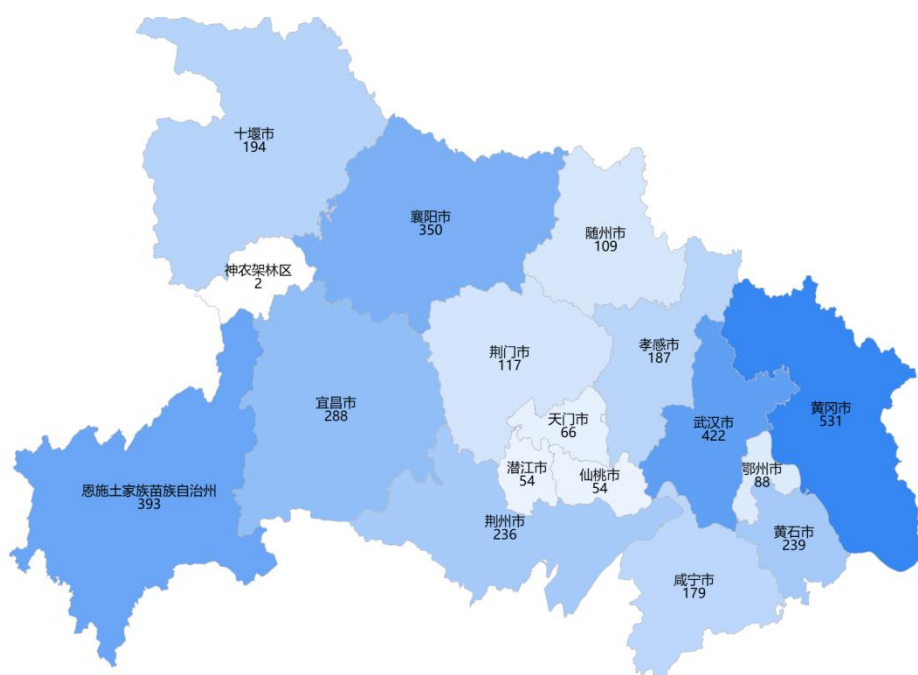 十堰市
194
襄阳市
350
随州市
109
神农架林区
2
荆门市
117
孝感市
187
宜昌市
288
天门市
66
武汉市
422
黄冈市
531
潜江市
54
仙桃市
54
鄂州市
88
恩施土家族苗族自治州
393
荆州市
236
黄石市
239
咸宁市
179